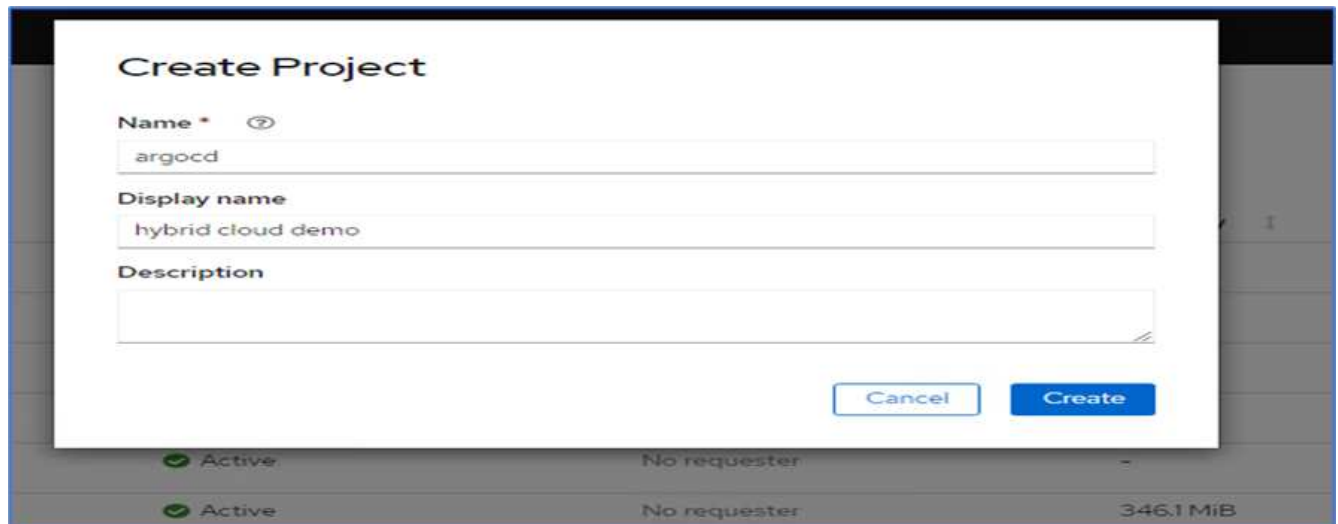 Create Project
Name *
argocd
Display name
hybrid cloud demo
Description
Cancel Create
Active No requester -
Active No requester 346.1 MiB